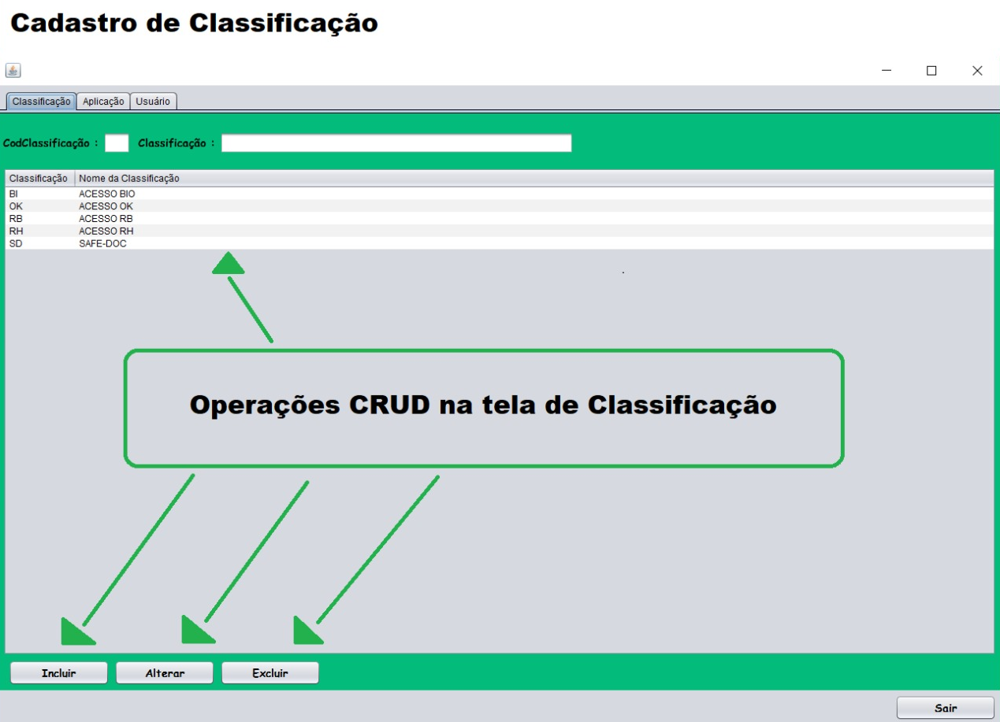 Cadastro de Classificação
Classificação Aplicação Usuário
CodClassificação : Classificação :
Classificação Nome da Classificação
BI ACESSO BIO
OK ACESSO OK
RB ACESSO RB
RH ACESSO RH
SD SAFE-DOC
Operações CRUD na tela de Classificação
Incluir Alterar Excluir
Sair